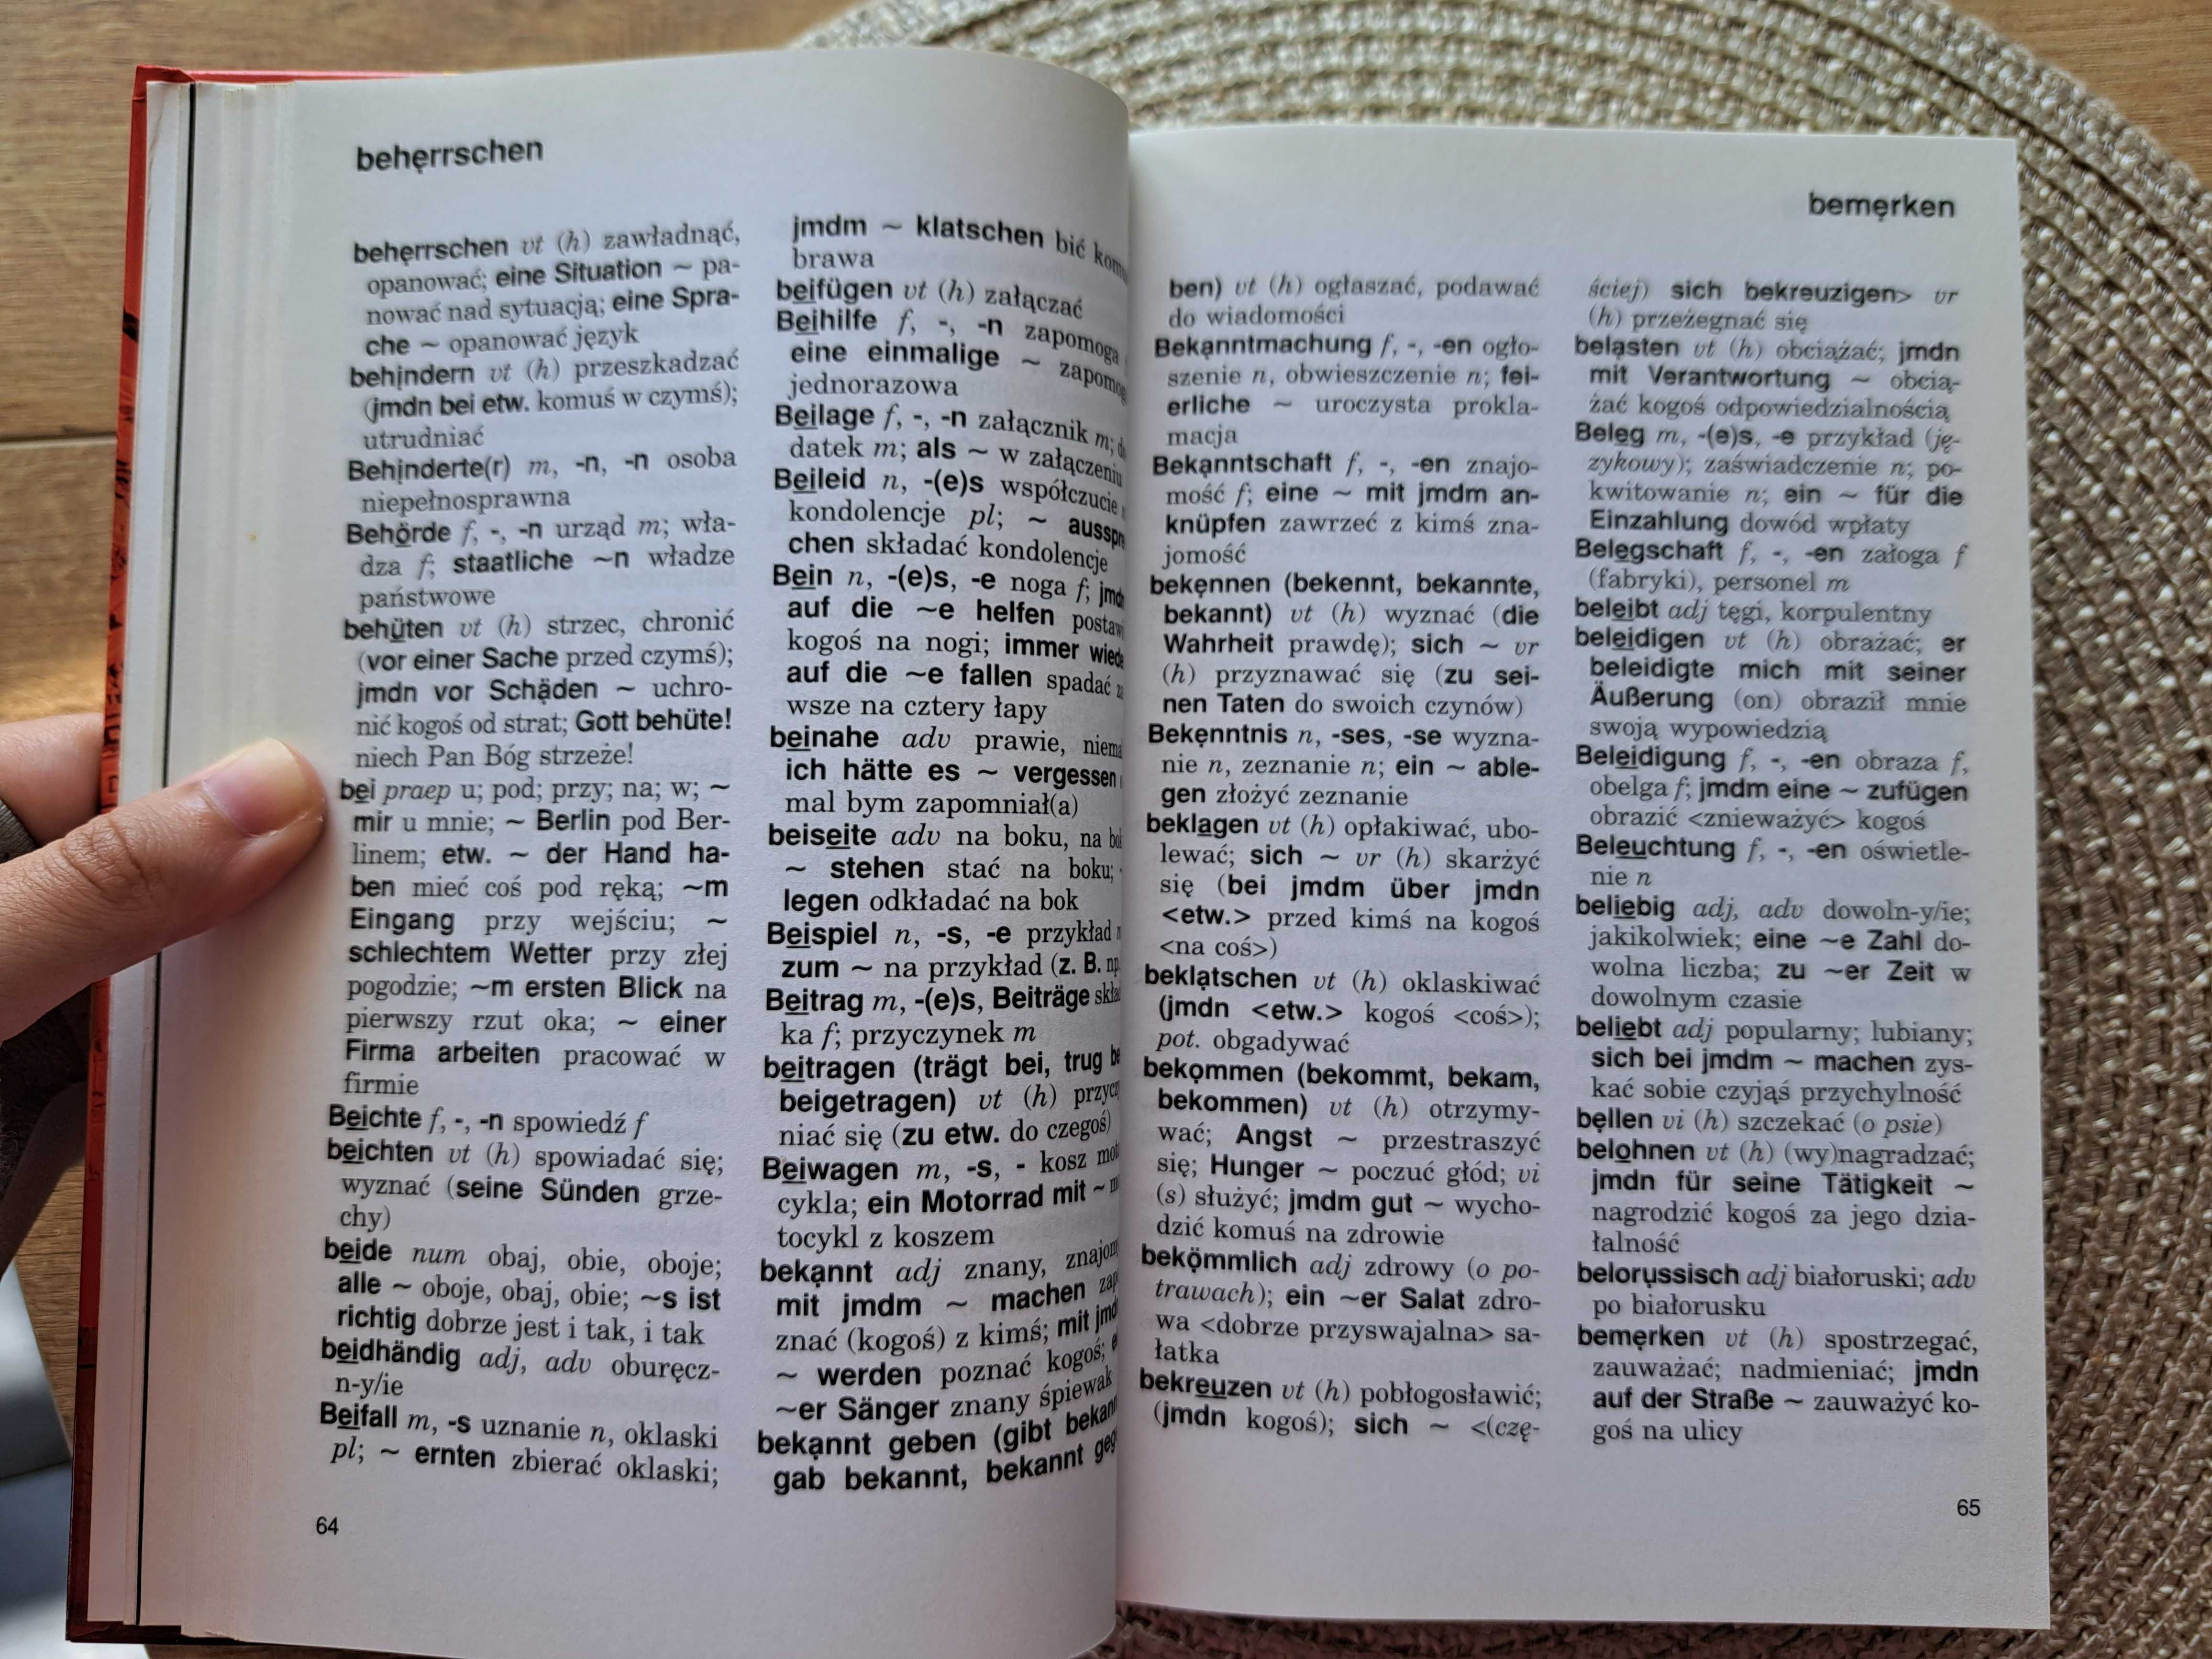 beherrschen
beherrschen vt (h) zawładnąć,
opanować; eine Situation ~ pa-
nować nad sytuacją; eine Spra-
che ~ opanować język
behindern vt (h) przeszkadzać
(jmdn bei etw. komuś w czymś);
utrudniać
Behinderte(r) m, -n, -n osoba
niepełnosprawna
Behörde f, -, -n urząd m; wła-
dza f; staatliche ~n władze
państwowe
behüten vt (h) strzec, chronić
(vor einer Sache przed czymś);
jmdn vor Schäden ~ uchro-
nić kogoś od strat; Gott behüte!
niech Pan Bóg strzeże!
bei praep u; pod; przy; na; w; ~
mir u mnie; ~ Berlin pod Ber-
linem; etw. ~ der Hand ha-
ben mieć coś pod ręką; ~m
Eingang przy wejściu; ~
schlechtem Wetter przy złej
pogodzie; ~m ersten Blick na
pierwszy rzut oka; ~ einer
Firma arbeiten pracować w
firmie
Beichte f, -, -n spowiedź f
beichten vt (h) spowiadać się;
wyznać (seine Sünden grze-
chy)
beide num obaj, obie, oboje;
alle ~ oboje, obaj, obie; ~s ist
richtig dobrze jest i tak, i tak
beidhändig adj, adv oburęcz-
n-y/ie
Beifall m, -s uznanie n, oklaski
pl; ~ ernten zbierać oklaski;
64
jmdm ~ klatschen bić
brawa
beifügen vt (h) załączać
Beihilfe f, -, -n zapomoga
eine einmalige ~
jednorazowa
Beilage f, -, -n załącznik m;
datek m; als ~ w załączeniu
Beileid n, -(e)s współczucie
kondolencje pl; ~
chen składać kondolencje
Bein n, -(e)s, -e noga f;
auf die ~e helfen
kogoś na nogi; immer
auf die ~e fallen spadać
wsze na cztery łapy
beinahe adv prawie,
ich hätte es ~ vergessen
mal bym zapomniał(a)
beiseite adv na boku, na
~ stehen stać na boku;
legen odkładać na bok
Beispiel n, -s, -e przykład
zum ~ na przykład (z. B. np.
Beitrag m, -(e)s, Beiträge
ka f; przyczynek m
beitragen (trägt bei, trug
beigetragen) vt (h)
niać się (zu etw. do czegoś)
Beiwagen m, -s, - kosz
cykla; ein Motorrad mit ~
tocykl z koszem
bekannt adj znany,
mit jmdm ~ machen
znać (kogoś) z kimś; mit
~ werden poznać kogoś;
~er Sänger znany śpiewak
bekannt geben (gibt
gab bekannt, bekannt
bemerken
ben) vt (h) ogłaszać, podawać
do wiadomości
Bekanntmachung f, -, -en ogło-
szenie n, obwieszczenie n; fei-
erliche ~ uroczysta prokla-
macja
Bekanntschaft f, -, -en znajo-
mość f; eine ~ mit jmdm an-
knüpfen zawrzeć z kimś zna-
jomość
bekennen (bekennt, bekannte,
bekannt) vt (h) wyznać (die
Wahrheit prawdę); sich ~ vr
(h) przyznawać się (zu sei-
nen Taten do swoich czynów)
Bekenntnis n, -ses, -se wyzna-
nie n, zeznanie n; ein ~ able-
gen złożyć zeznanie
beklagen vt (h) opłakiwać, ubo-
lewać; sich ~ vr (h) skarżyć
się (bei jmdm über jmdn
<etw.> przed kimś na kogoś
<na coś>)
beklatschen vt (h) oklaskiwać
(jmdn <etw.> kogoś <coś>);
pot. obgadywać
bekommen (bekommt, bekam,
bekommen) vt (h) otrzymy-
wać; Angst ~ przestraszyć
się; Hunger ~ poczuć głód; vi
(s) służyć; jmdm gut ~ wycho-
dzić komuś na zdrowie
bekömmlich adj zdrowy (o po-
trawach); ein ~er Salat zdro-
wa <dobrze przyswajalna> sa-
łatka
bekreuzen vt (h) pobłogosławić;
(jmdn kogoś); sich ~ <(czę-
ściej) sich bekreuzigen> vr
(h) przeżegnać się
belasten vt (h) obciążać; jmdn
mit Verantwortung ~ obcią-
żać kogoś odpowiedzialnością
Beleg m, -(e)s, -e przykład (ję-
zykowy); zaświadczenie n; po-
kwitowanie n; ein ~ für die
Einzahlung dowód wpłaty
Belegschaft f, -, -en załoga f
(fabryki), personel m
beleibt adj tęgi, korpulentny
beleidigen vt (h) obrażać; er
beleidigte mich mit seiner
Äußerung (on) obraził mnie
swoją wypowiedzią
Beleidigung f, -, -en obraza f,
obelga f; jmdm eine ~ zufügen
obrazić <znieważyć> kogoś
Beleuchtung f, -, -en oświetle-
nie n
beliebig adj, adv dowoln-y/ie;
jakikolwiek; eine ~e Zahl do-
wolna liczba; zu ~er Zeit w
dowolnym czasie
beliebt adj popularny; lubiany;
sich bei jmdm ~ machen zys-
kać sobie czyjąś przychylność
bellen vi (h) szczekać (o psie)
belohnen vt (h) (wy)nagradzać;
jmdn für seine Tätigkeit ~
nagrodzić kogoś za jego dzia-
łalność
belorussisch adj białoruski; adv
po białorusku
bemerken vt (h) spostrzegać,
zauważać; nadmieniać; jmdn
auf der Straße ~ zauważyć ko-
goś na ulicy
65